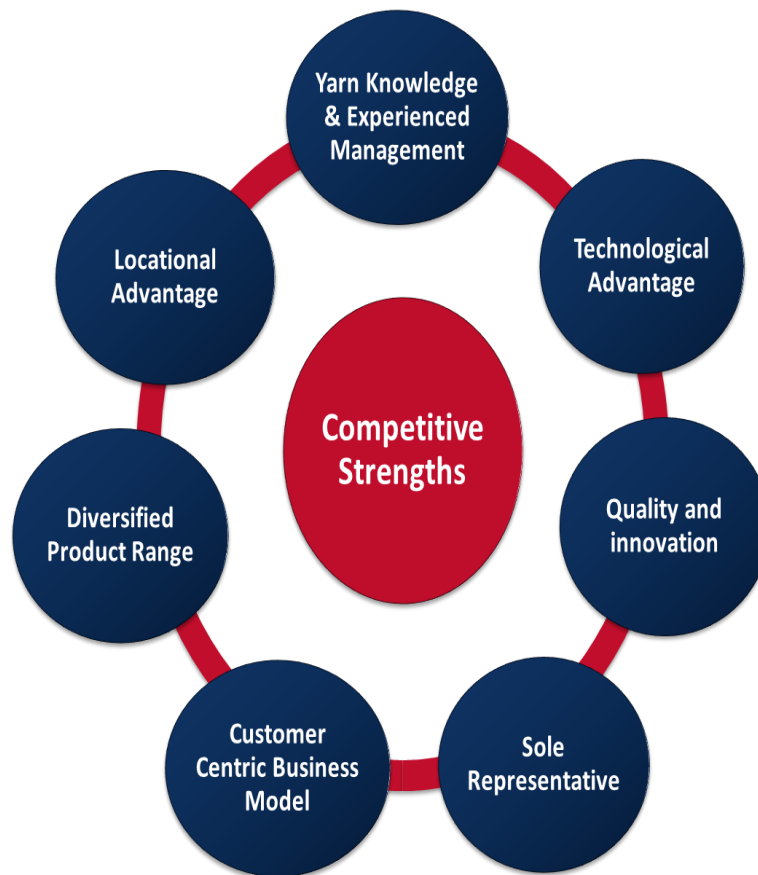 Yarn Knowledge
& Experienced
Management
Technological
Advantage
Quality and
innovation
Sole
Representative
Customer
Centric Business
Model
Diversified
Product Range
Locational
Advantage
Competitive
Strengths